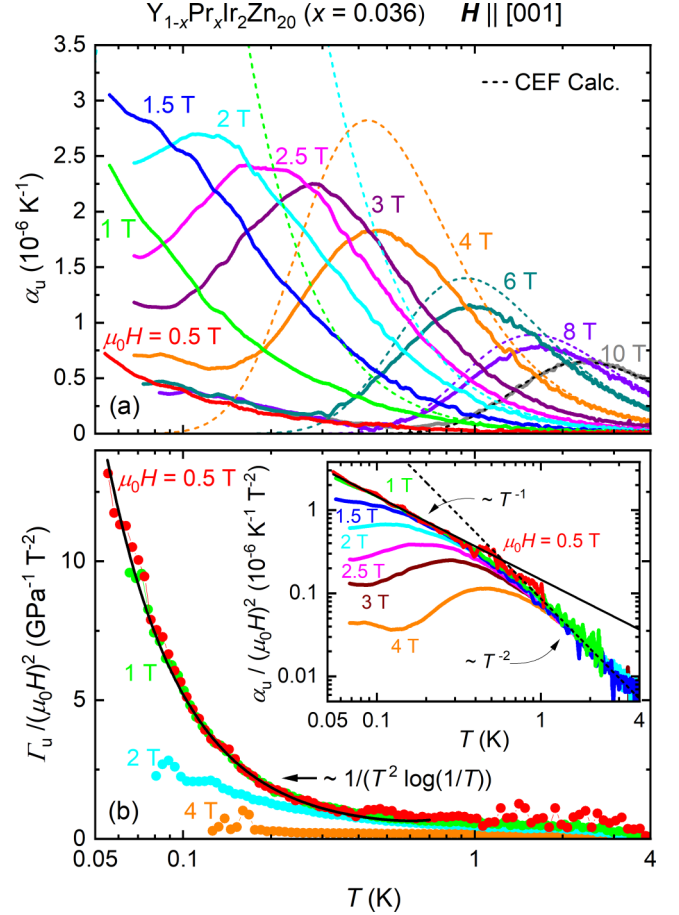 Y1-xPrxIr2Zn20 (x = 0.036) H || [001]
3.5
3
2.5
2
1.5
1
0.5
0
αu (10⁻⁶ K⁻¹)
CEF Calc.
1.5 T
2 T
2.5 T
3 T
4 T
1 T
6 T
8 T
10 T
μ0H = 0.5 T
(a)
10
5
0
Γu /(μ0H)² (GPa⁻¹ T⁻²)
μ0H = 0.5 T
1 T
2 T
4 T
~ 1/(T² log(1/T))
(b)
0.05
0.1
1
4
T (K)
αu / (μ0H)² (10⁻⁶ K⁻¹ T⁻²)
1
0.1
0.01
1 T
1.5 T
2 T
2.5 T
3 T
4 T
~ T⁻¹
μ0H = 0.5 T
~ T⁻²
0.05
0.1
1
4
T (K)